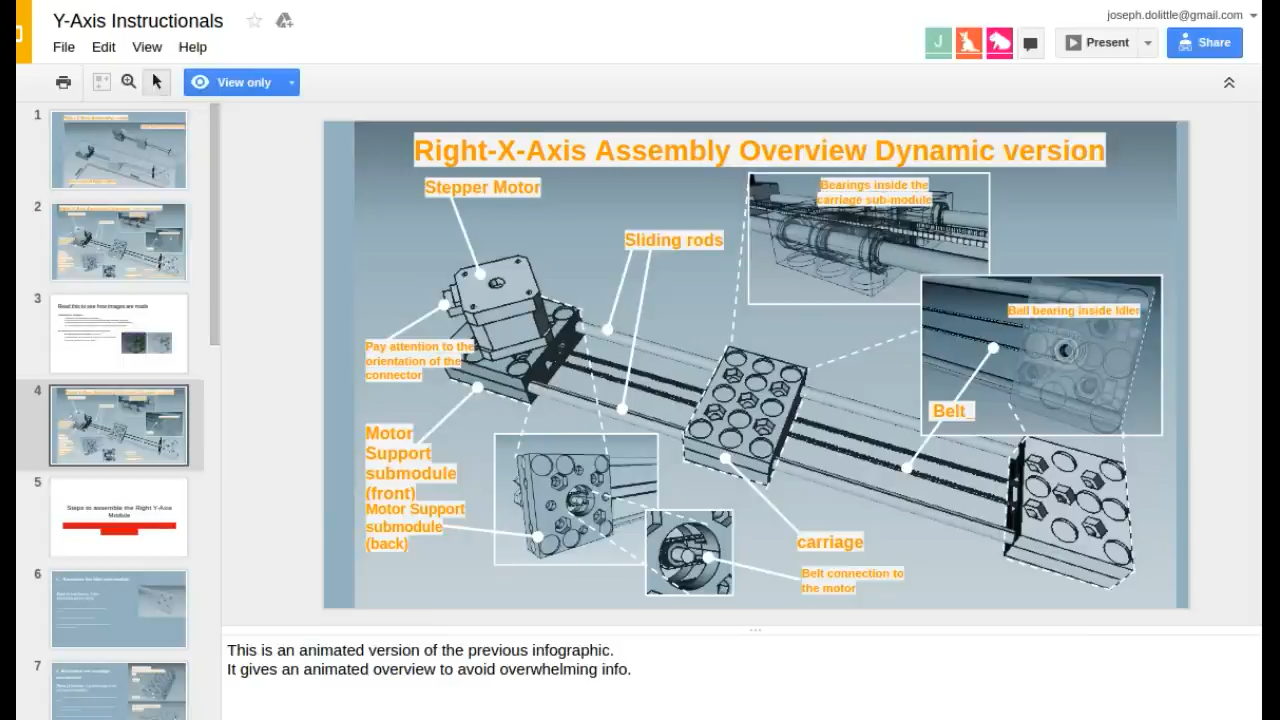 Y-Axis Instructionals
joseph.dolittle@gmail.com
File Edit View Help
J
Present
Share
View only
1
2
3
Read this to see how images are made
4
5
Steps to assemble the Right Y-Axis
Module
6
7
Right-X-Axis Assembly Overview Dynamic version
Stepper Motor
Bearings inside the
carriage sub-module
Sliding rods
Ball bearing inside Idler
Pay attention to the
orientation of the
connector
Belt_
Motor
Support
submodule
(front)
Motor Support
submodule
(back)
carriage
Belt connection to
the motor
This is an animated version of the previous infographic.
It gives an animated overview to avoid overwhelming info.